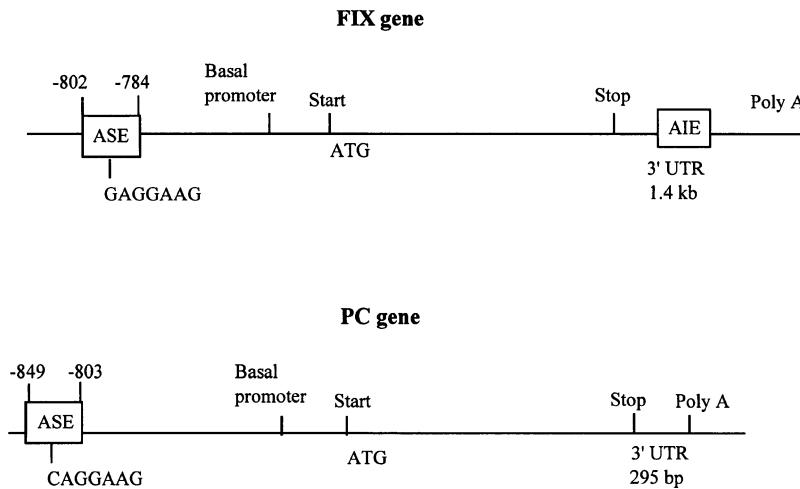 FIX gene
-802 -784
Basal
promoter
Start
Stop
Poly A
ASE
AIE
ATG
GAGGAAG
3' UTR
1.4 kb
PC gene
-849 -803
Basal
promoter
Start
Stop
Poly A
ASE
ATG
CAGGAAG
3' UTR
295 bp